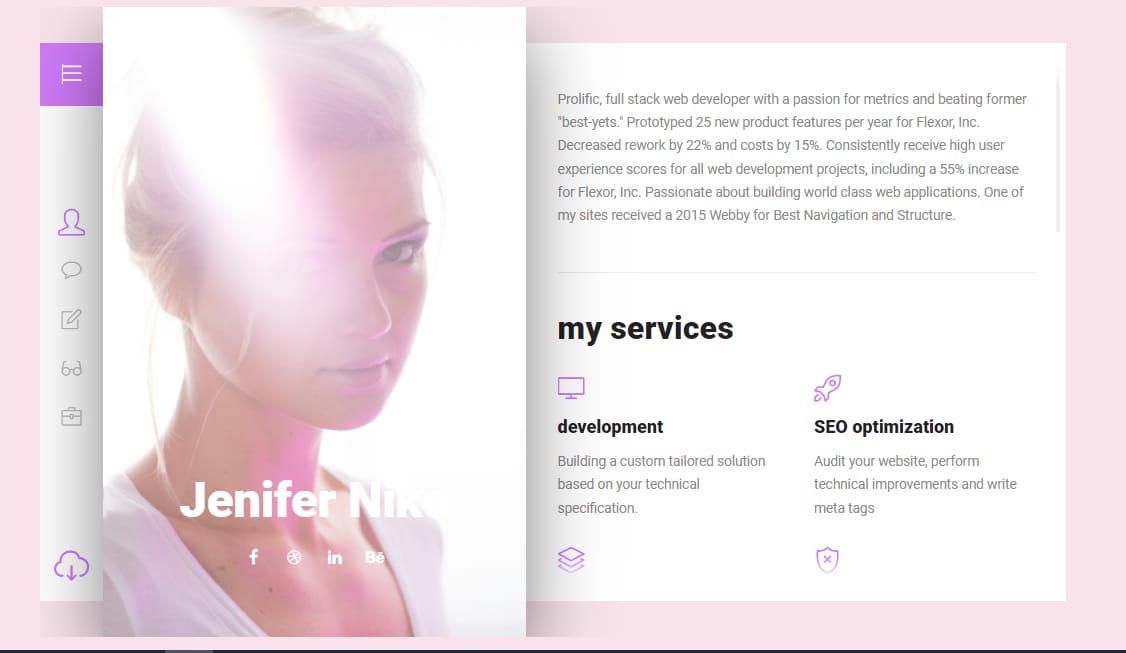 Prolific, full stack web developer with a passion for metrics and beating former
"best-yets." Prototyped 25 new product features per year for Flexor, Inc.
Decreased rework by 22% and costs by 15%. Consistently receive high user
experience scores for all web development projects, including a 55% increase
for Flexor, Inc. Passionate about building world class web applications. One of
my sites received a 2015 Webby for Best Navigation and Structure.
my services
development
Building a custom tailored solution
based on your technical
specification.
SEO optimization
Audit your website, perform
technical improvements and write
meta tags
Jenifer
f
in
Bē